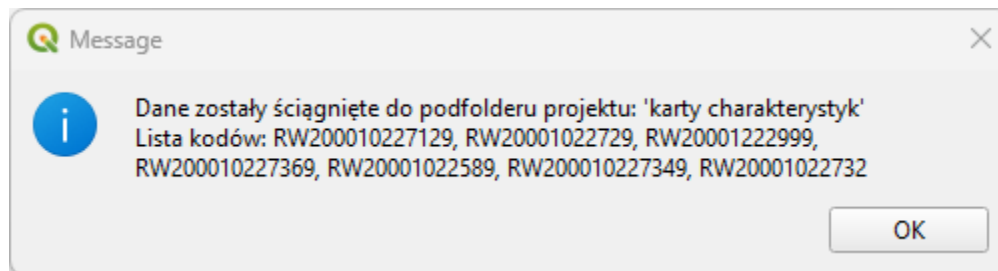 Message
Dane zostały ściągnięte do podfolderu projektu: 'karty charakterystyk'
Lista kodów: RW200010227129, RW20001022729, RW20001222999,
RW200010227369, RW20001022589, RW200010227349, RW20001022732
OK